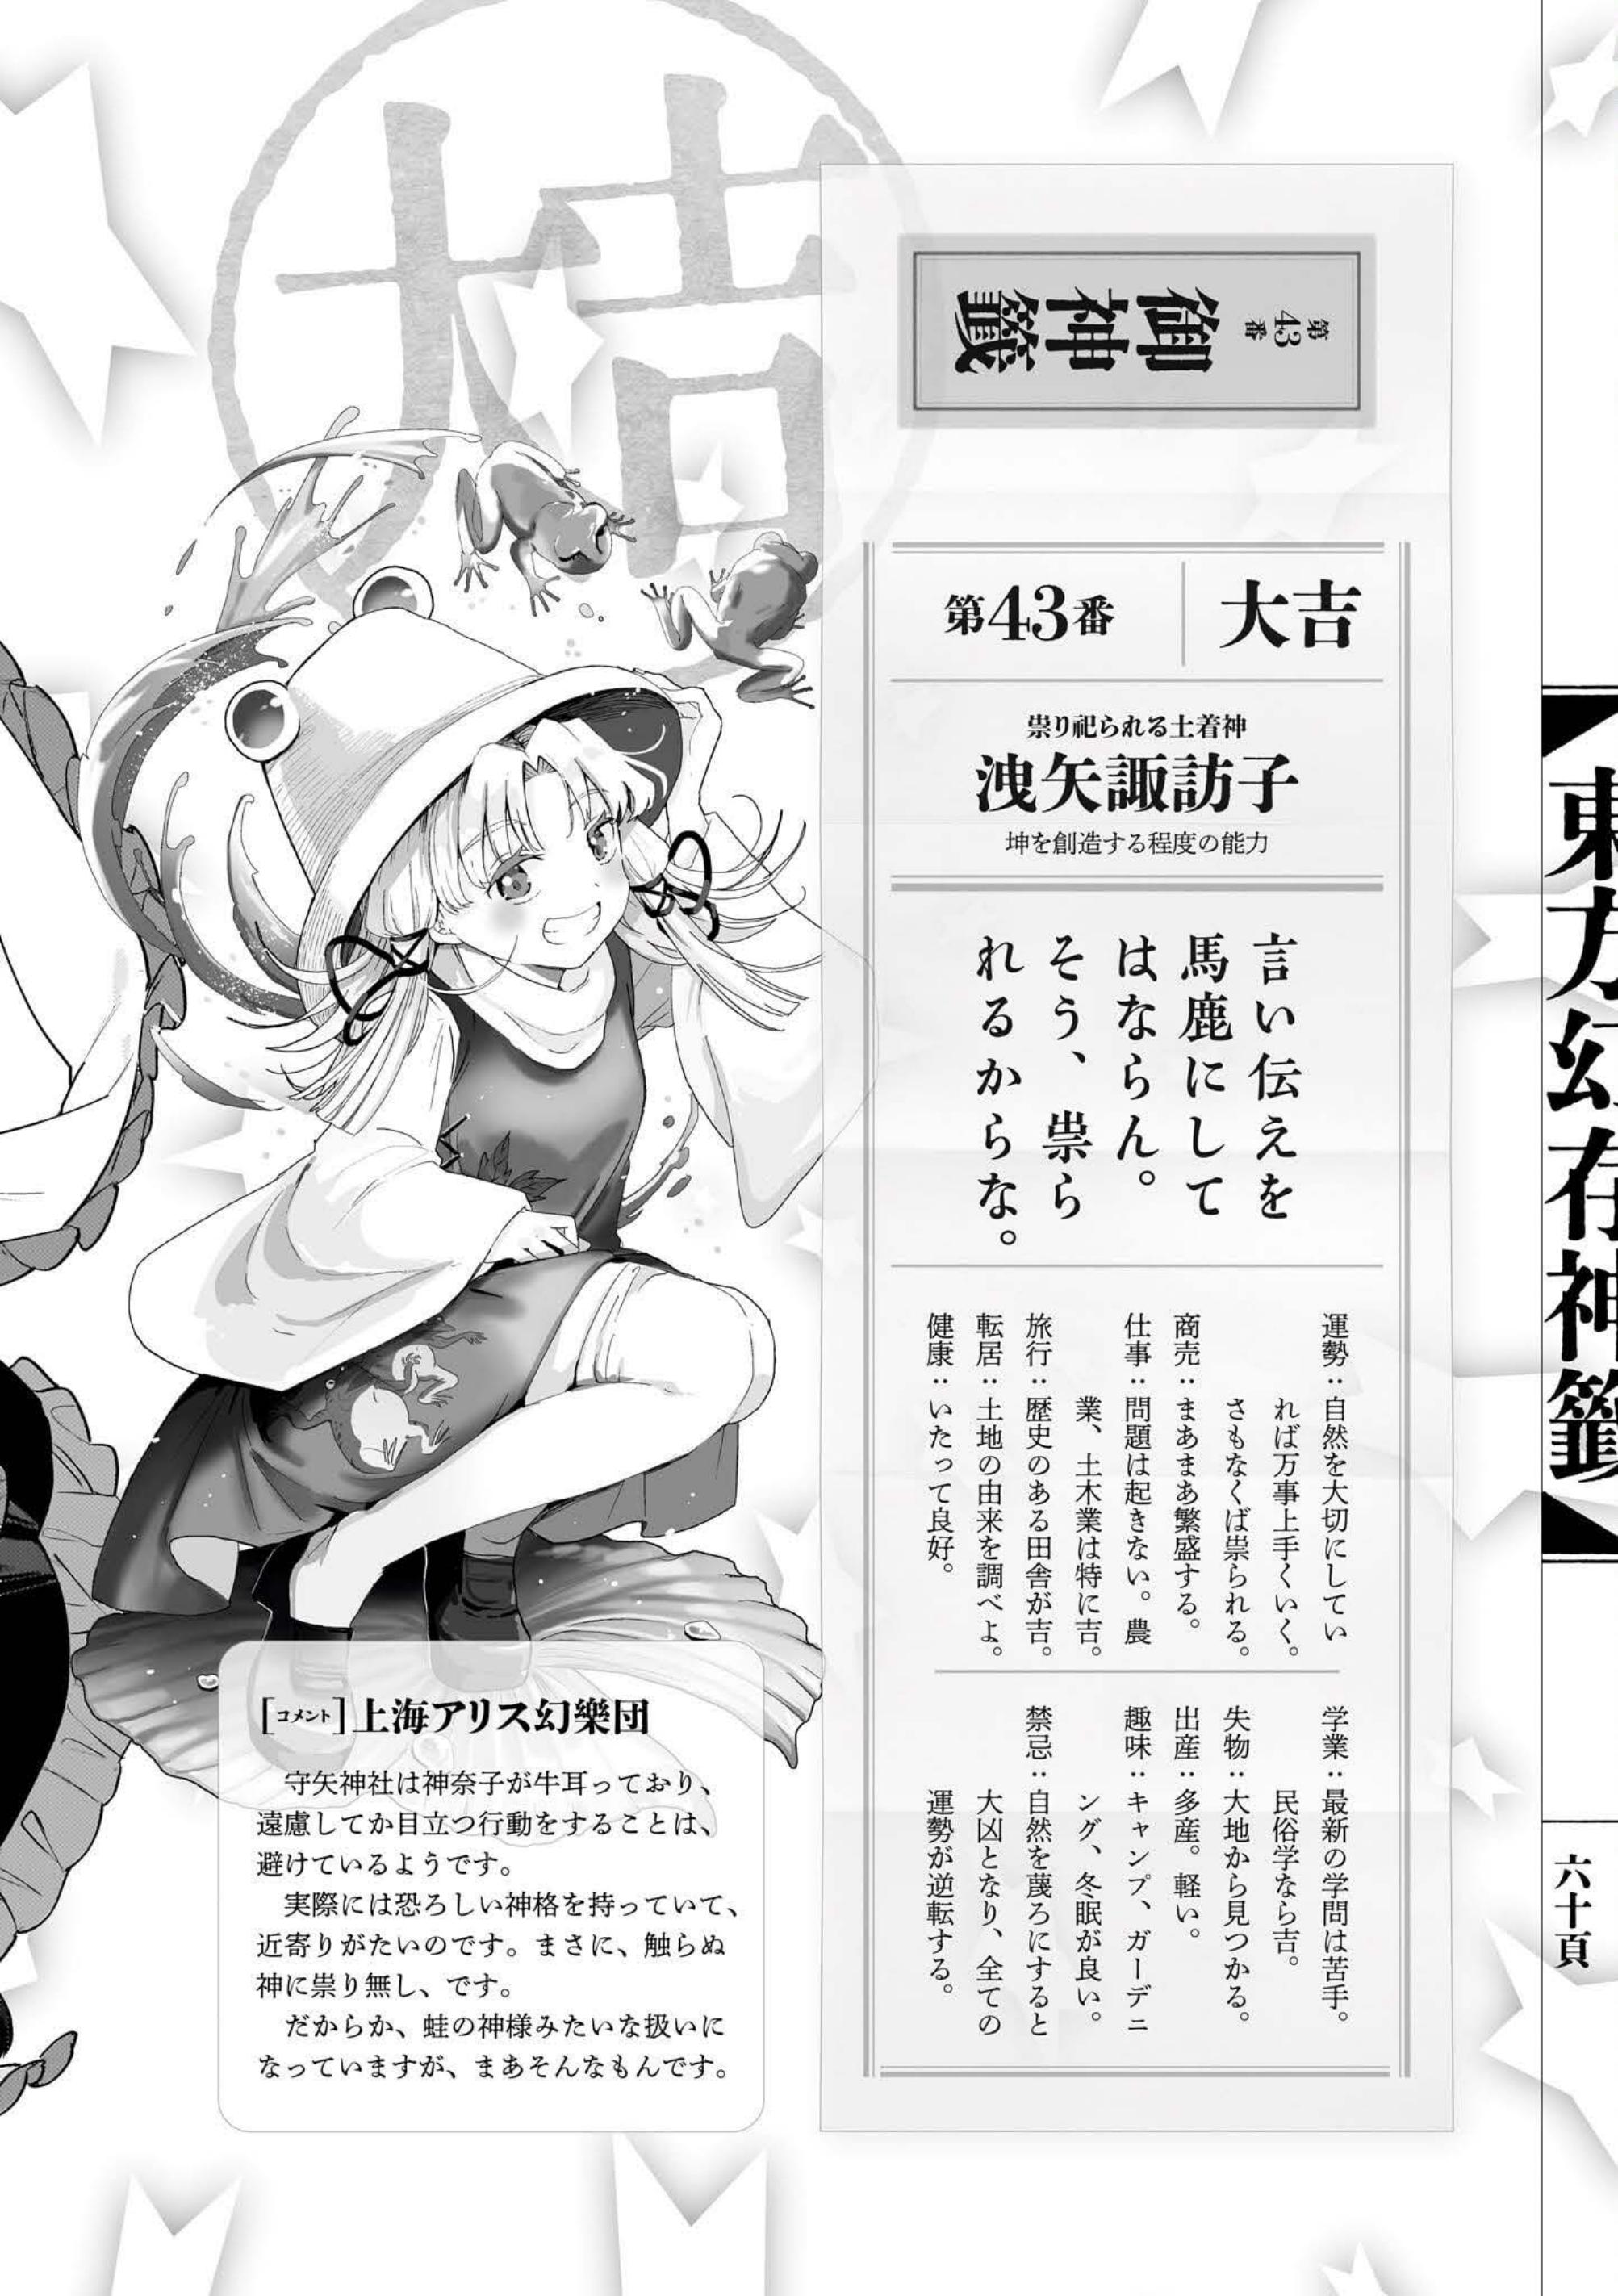 大吉
御神籤
第43番
第43番
大吉
祟り祀られる土着神
洩矢諏訪子
坤を創造する程度の能力
言い伝えを
馬鹿にして
はならん。
そう、祟ら
れるからな。
運勢：自然を大切にしてい
れば万事上手くいく。
さもなくば祟られる。
商売：まあまあ繁盛する。
仕事：問題は起きない。農
業、土木業は特に吉。
旅行：歴史のある田舎が吉。
転居：土地の由来を調べよ。
健康：いたって良好。
学業：最新の学問は苦手。
民俗学なら吉。
失物：大地から見つかる。
出産：多産。軽い。
趣味：キャンプ、ガーデニ
ング、冬眠が良い。
禁忌：自然を蔑ろにすると
大凶となり、全ての
運勢が逆転する。
［コメント］上海アリス幻樂団
守矢神社は神奈子が牛耳っており、
遠慮してか目立つ行動をすることは、
避けているようです。
実際には恐ろしい神格を持っていて、
近寄りがたいのです。まさに、触らぬ
神に祟り無し、です。
だからか、蛙の神様みたいな扱いに
なっていますが、まあそんなもんです。
【東方幻存神籤】
六十頁